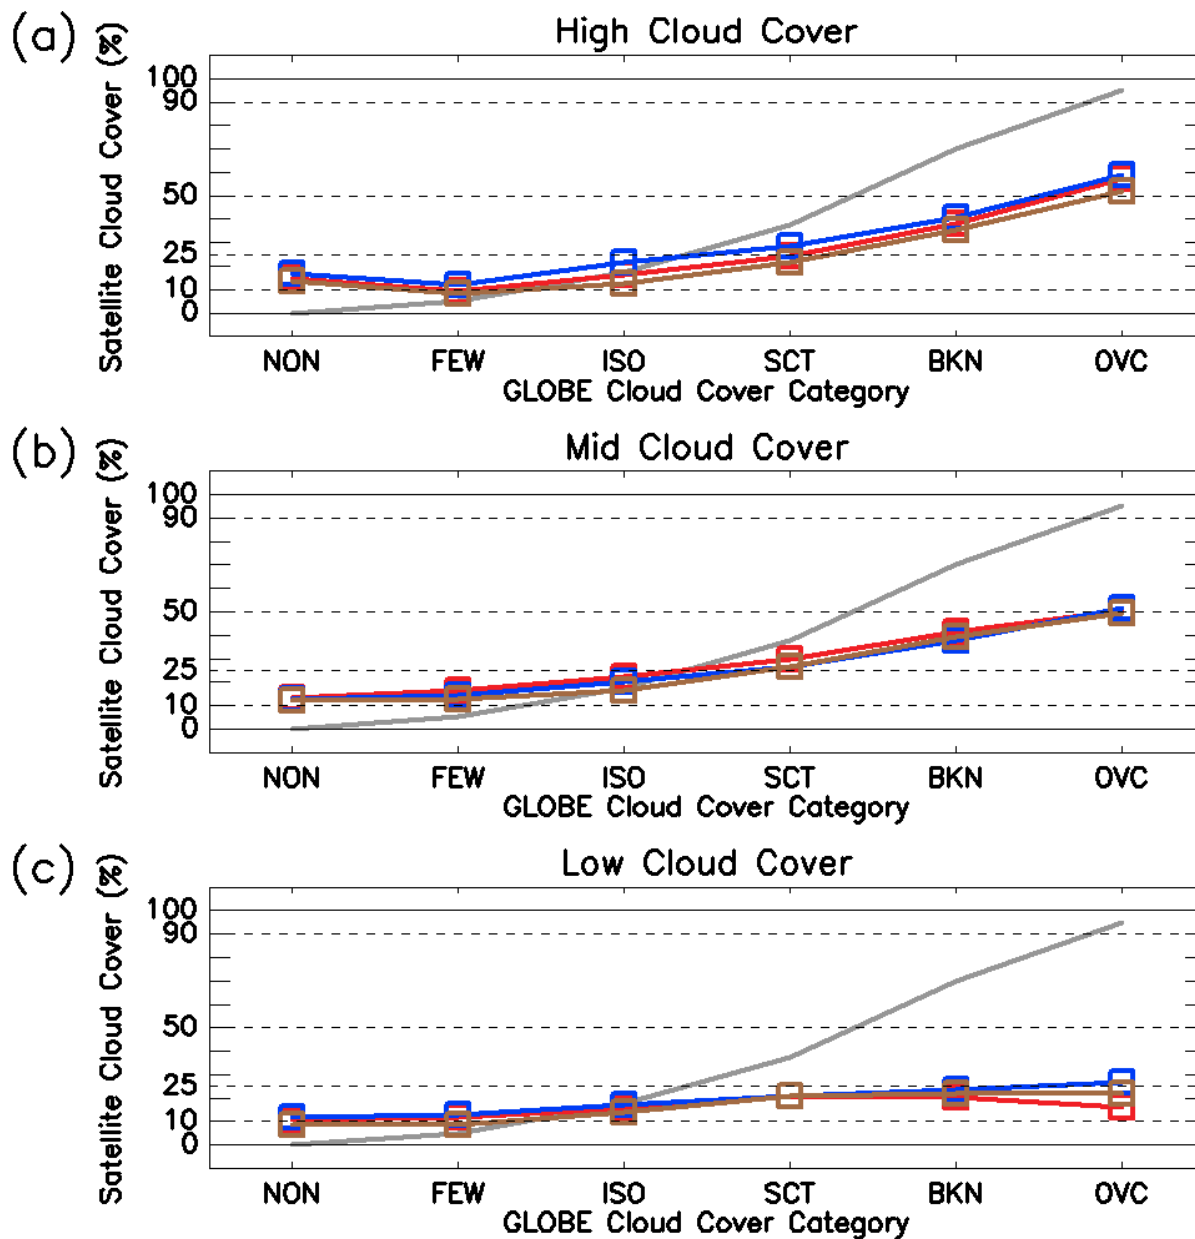 (a)
High Cloud Cover
Satellite Cloud Cover (%)
100
90
50
25
10
0
NON FEW ISO SCT BKN OVC
GLOBE Cloud Cover Category
(b)
Mid Cloud Cover
Satellite Cloud Cover (%)
100
90
50
25
10
0
NON FEW ISO SCT BKN OVC
GLOBE Cloud Cover Category
(c)
Low Cloud Cover
Satellite Cloud Cover (%)
100
90
50
25
10
0
NON FEW ISO SCT BKN OVC
GLOBE Cloud Cover Category